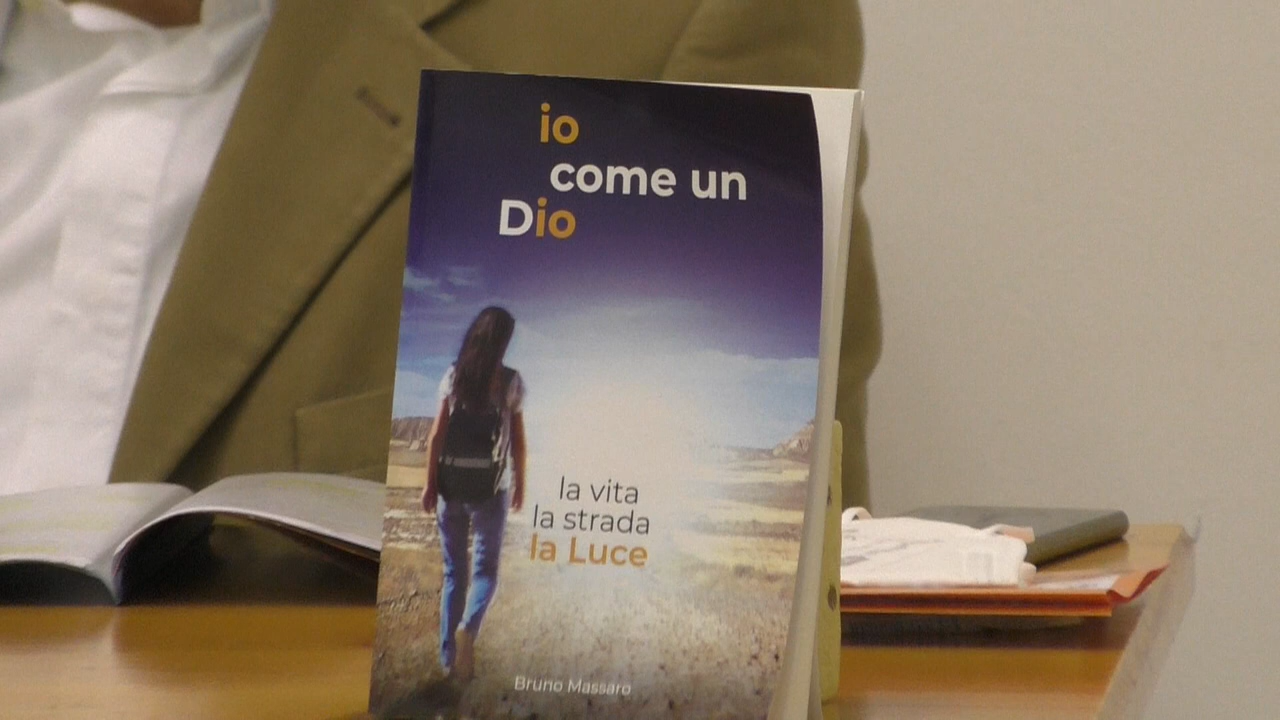 io
come un
Dio
la vita
la strada
la Luce
Bruno Massaro